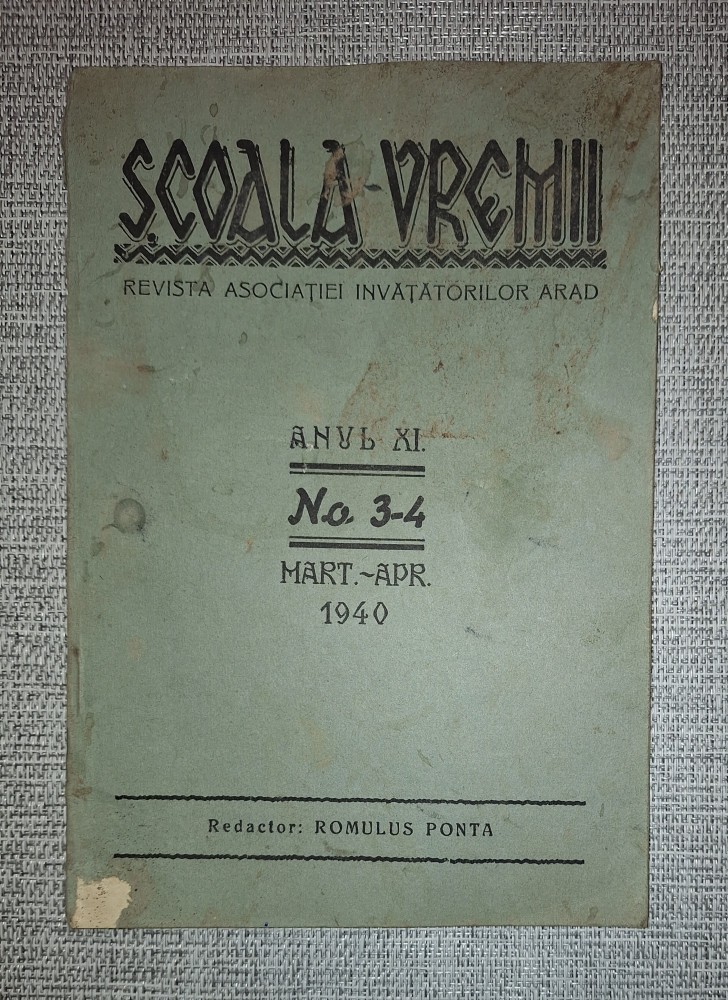 ȘCOALA VREMII
REVISTA ASOCIAȚIEI INVĂȚĂTORILOR ARAD
ANUL XI.
No. 3-4
MART.~APR.
1940
Redactor: ROMULUS PONTA